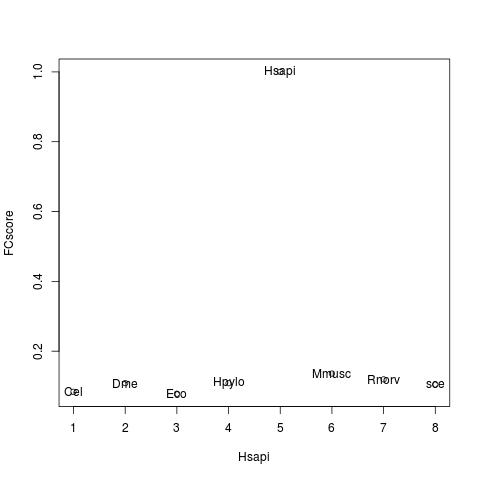 1.0
Hsapi
0.8
0.6
FCscore
0.4
0.2
Cel
Dme
Eco
Hpylo
Mmusc
Rnorv
sce
1 2 3 4 5 6 7 8
Hsapi